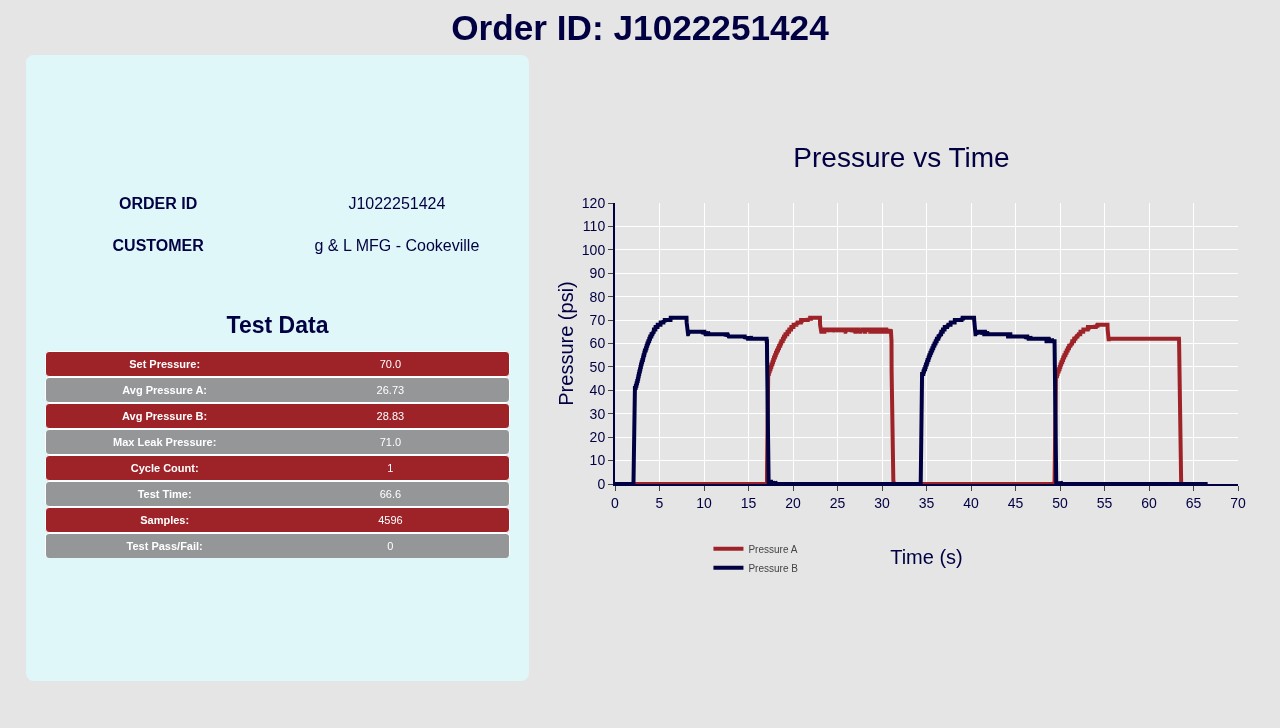 Order ID: J1022251424
ORDER ID J1022251424
CUSTOMER g & L MFG - Cookeville
Test Data
Set Pressure: 70.0
Avg Pressure A: 26.73
Avg Pressure B: 28.83
Max Leak Pressure: 71.0
Cycle Count: 1
Test Time: 66.6
Samples: 4596
Test Pass/Fail: 0
Pressure vs Time
Pressure (psi)
120
110
100
90
80
70
60
50
40
30
20
10
0
0 5 10 15 20 25 30 35 40 45 50 55 60 65 70
Time (s)
Pressure A
Pressure B